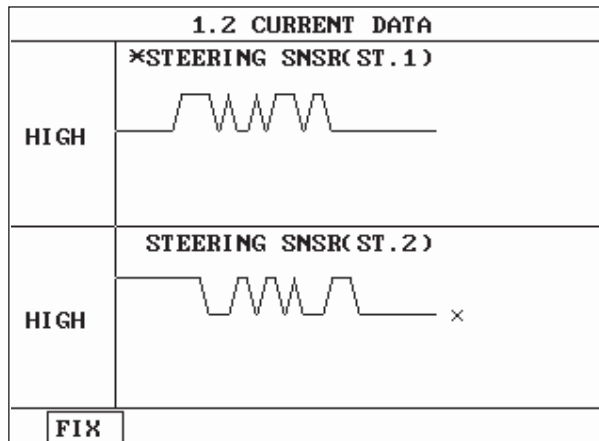 1.2 CURRENT DATA
*STEERING SNSR(ST.1)
HIGH
STEERING SNSR(ST.2)
HIGH
×
FIX